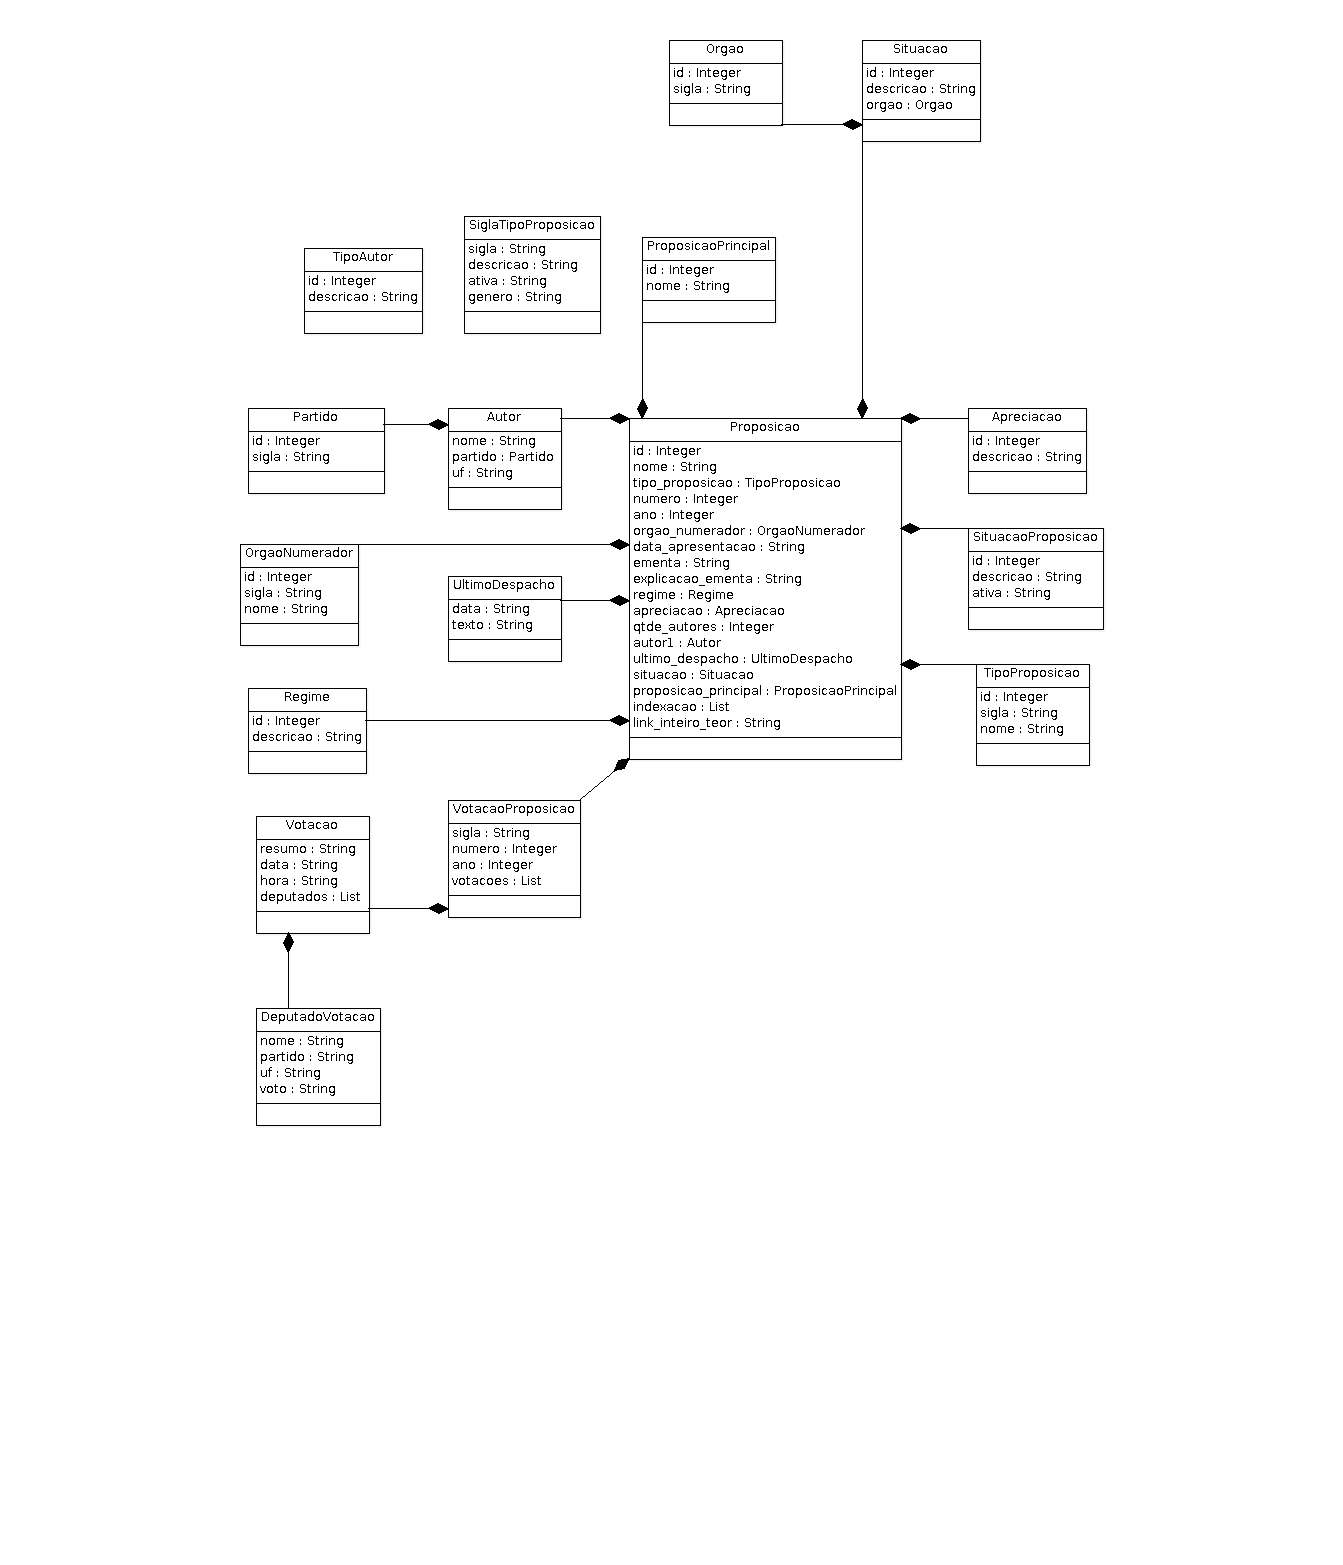 Orgao
id : Integer
sigla : String
Situacao
id : Integer
descricao : String
orgao : Orgao
SiglaTipoProposicao
sigla : String
descricao : String
ativa : String
genero : String
ProposicaoPrincipal
id : Integer
nome : String
TipoAutor
id : Integer
descricao : String
Partido
id : Integer
sigla : String
Autor
nome : String
partido : Partido
uf : String
Proposicao
id : Integer
nome : String
tipo_proposicao : TipoProposicao
numero : Integer
ano : Integer
orgao_numerador : OrgaoNumerador
data_apresentacao : String
ementa : String
explicacao_ementa : String
regime : Regime
apreciacao : Apreciacao
qtde_autores : Integer
autor1 : Autor
ultimo_despacho : UltimoDespacho
situacao : Situacao
proposicao_principal : ProposicaoPrincipal
indexacao : List
link_inteiro_teor : String
Apreciacao
id : Integer
descricao : String
SituacaoProposicao
id : Integer
descricao : String
ativa : String
OrgaoNumerador
id : Integer
sigla : String
nome : String
UltimoDespacho
data : String
texto : String
TipoProposicao
id : Integer
sigla : String
nome : String
Regime
id : Integer
descricao : String
VotacaoProposicao
sigla : String
numero : Integer
ano : Integer
votacoes : List
Votacao
resumo : String
data : String
hora : String
deputados : List
DeputadoVotacao
nome : String
partido : String
uf : String
voto : String